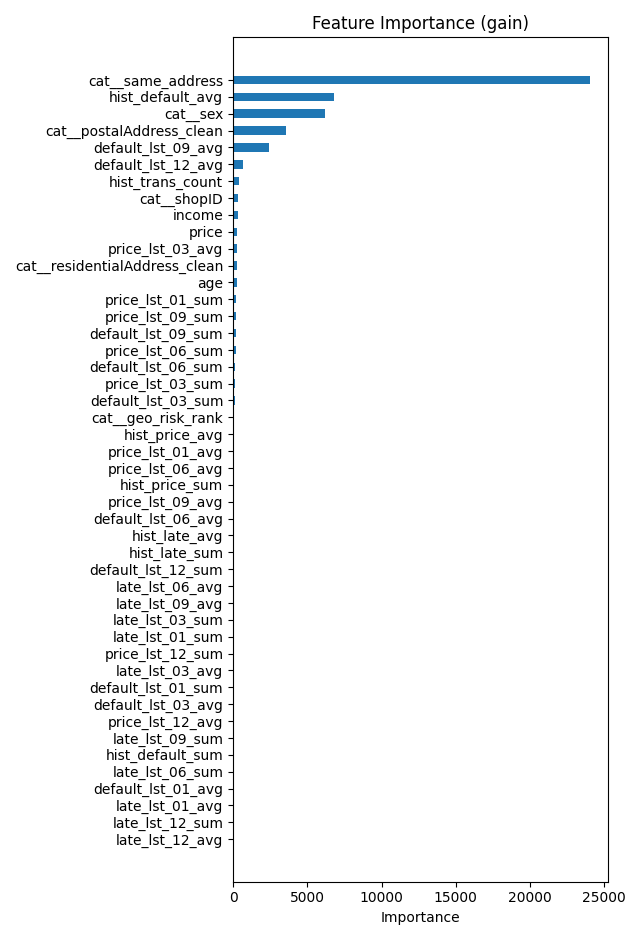 Feature Importance (gain)
cat__same_address
hist_default_avg
cat__sex
cat__postalAddress_clean
default_lst_09_avg
default_lst_12_avg
hist_trans_count
cat__shopID
income
price
price_lst_03_avg
cat__residentialAddress_clean
age
price_lst_01_sum
price_lst_09_sum
default_lst_09_sum
price_lst_06_sum
default_lst_06_sum
price_lst_03_sum
default_lst_03_sum
cat__geo_risk_rank
hist_price_avg
price_lst_01_avg
price_lst_06_avg
hist_price_sum
price_lst_09_avg
default_lst_06_avg
hist_late_avg
hist_late_sum
default_lst_12_sum
late_lst_06_avg
late_lst_09_avg
late_lst_03_sum
late_lst_01_sum
price_lst_12_sum
late_lst_03_avg
default_lst_01_sum
default_lst_03_avg
price_lst_12_avg
late_lst_09_sum
hist_default_sum
late_lst_06_sum
default_lst_01_avg
late_lst_01_avg
late_lst_12_sum
late_lst_12_avg
0 5000 10000 15000 20000 25000
Importance